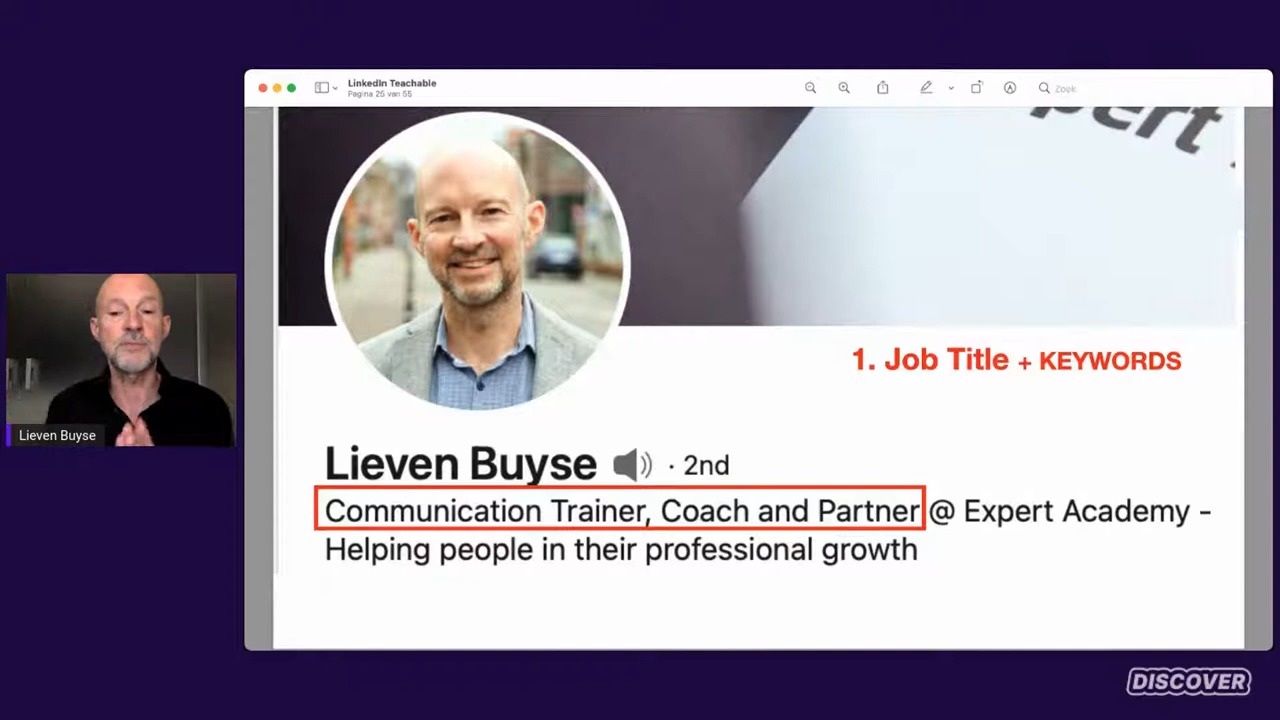 LinkedIn Teachable
Pagina 25 van 55
Zoek
pert
1. Job Title + KEYWORDS
Lieven Buyse · 2nd
Communication Trainer, Coach and Partner @ Expert Academy -
Helping people in their professional growth
Lieven Buyse
DISCOVER